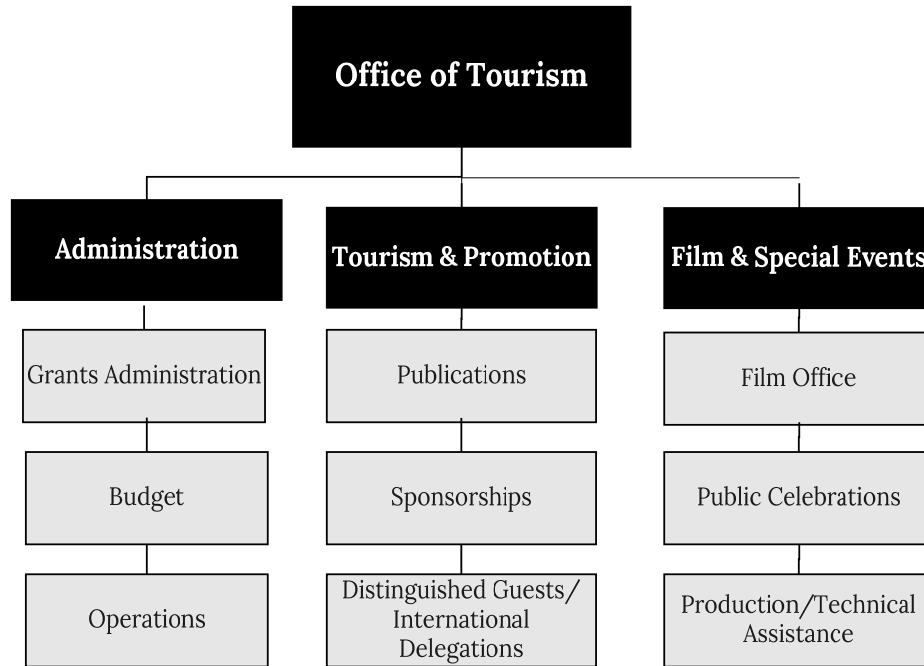 Office of Tourism
Administration
Tourism & Promotion
Film & Special Events
Grants Administration
Publications
Film Office
Budget
Sponsorships
Public Celebrations
Operations
Distinguished Guests/
International
Delegations
Production/Technical
Assistance